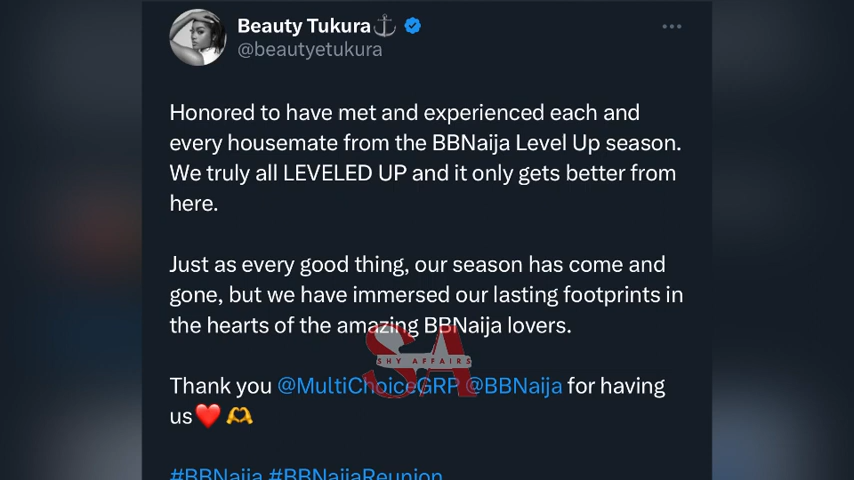 Beauty Tukura⚓
@beautyetukura
Honored to have met and experienced each and
every housemate from the BBNaija Level Up season.
We truly all LEVELED UP and it only gets better from
here.
Just as every good thing, our season has come and
gone, but we have immersed our lasting footprints in
the hearts of the amazing BBNaija lovers.
SA
SHY AFFAIRS
Thank you @MultiChoiceGRP @BBNaija for having
us❤️🫶
#BBNaija #BBNaijaReunion